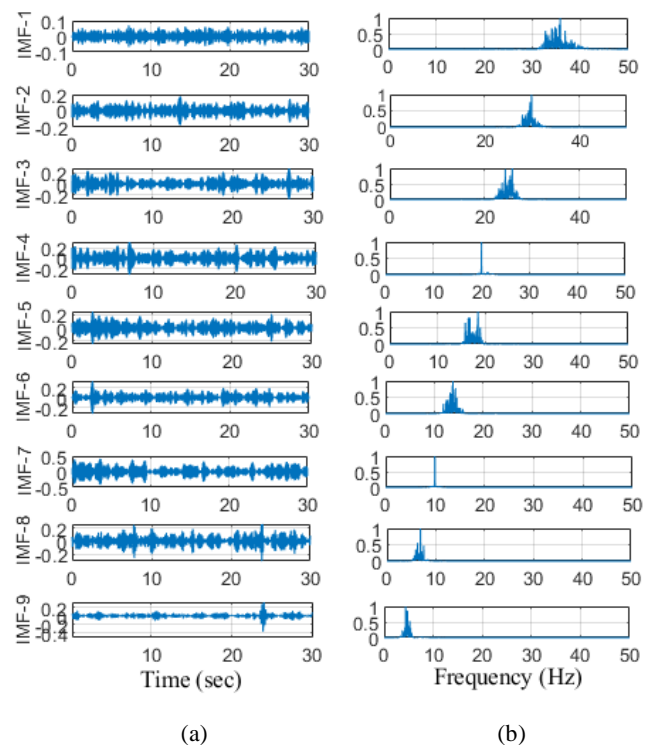 IMF-1 0.1 0 -0.1 0 10 20 30 1 0.5 0 0 10 20 30 40 50
IMF-2 0.2 0 -0.2 0 10 20 30 1 0.5 0 20 40
IMF-3 0.2 0 -0.2 0 10 20 30 1 0.5 0 0 20 40
IMF-4 0.2 0 -0.2 0 10 20 30 1 0.5 0 0 10 20 30 40 50
IMF-5 0.2 0 -0.2 0 10 20 30 1 0.5 0 0 10 20 30 40 50
IMF-6 0.2 0 -0.2 0 10 20 30 1 0.5 0 0 10 20 30 40 50
IMF-7 0.5 0 -0.5 0 10 20 30 1 0.5 0 0 10 20 30 40 50
IMF-8 0.2 0 -0.2 0 10 20 30 1 0.5 0 0 10 20 30 40 50
IMF-9 0.2 0 -0.2 -0.4 0 10 20 30 1 0.5 0 0 10 20 30 40 50
Time (sec) Frequency (Hz)
(a) (b)